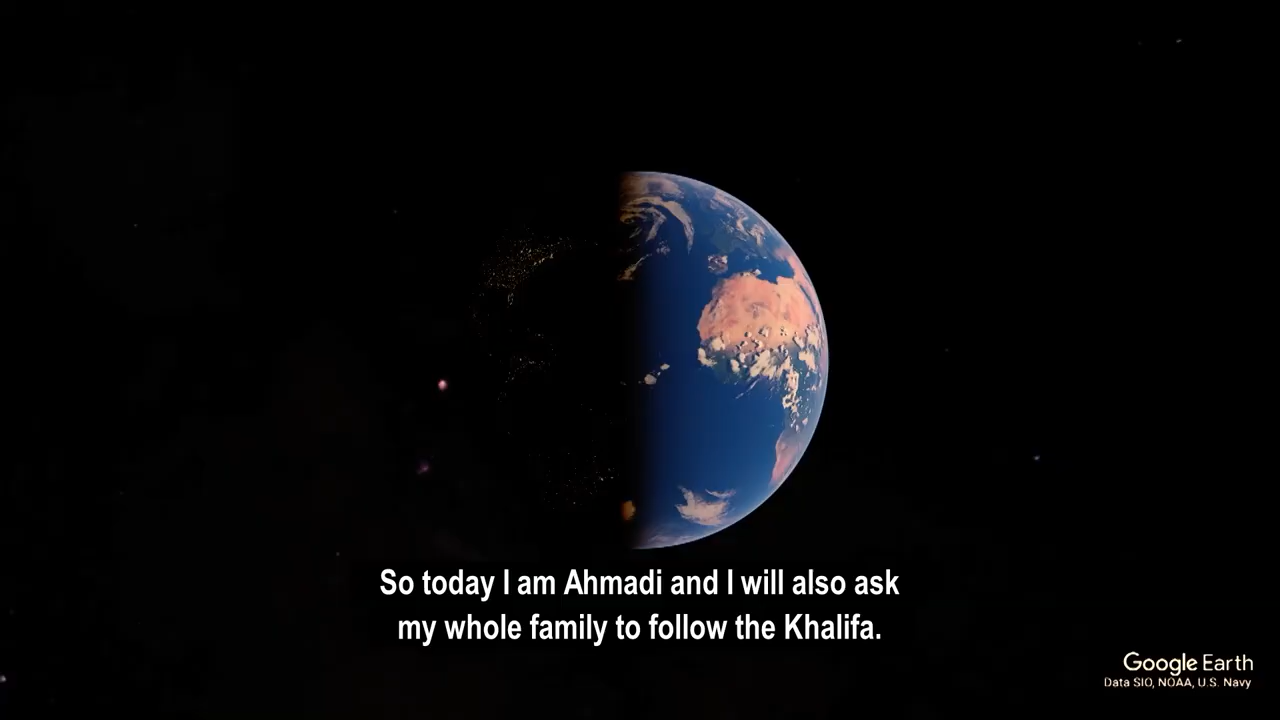 So today I am Ahmadi and I will also ask
my whole family to follow the Khalifa.
Google Earth
Data SIO, NOAA, U.S. Navy